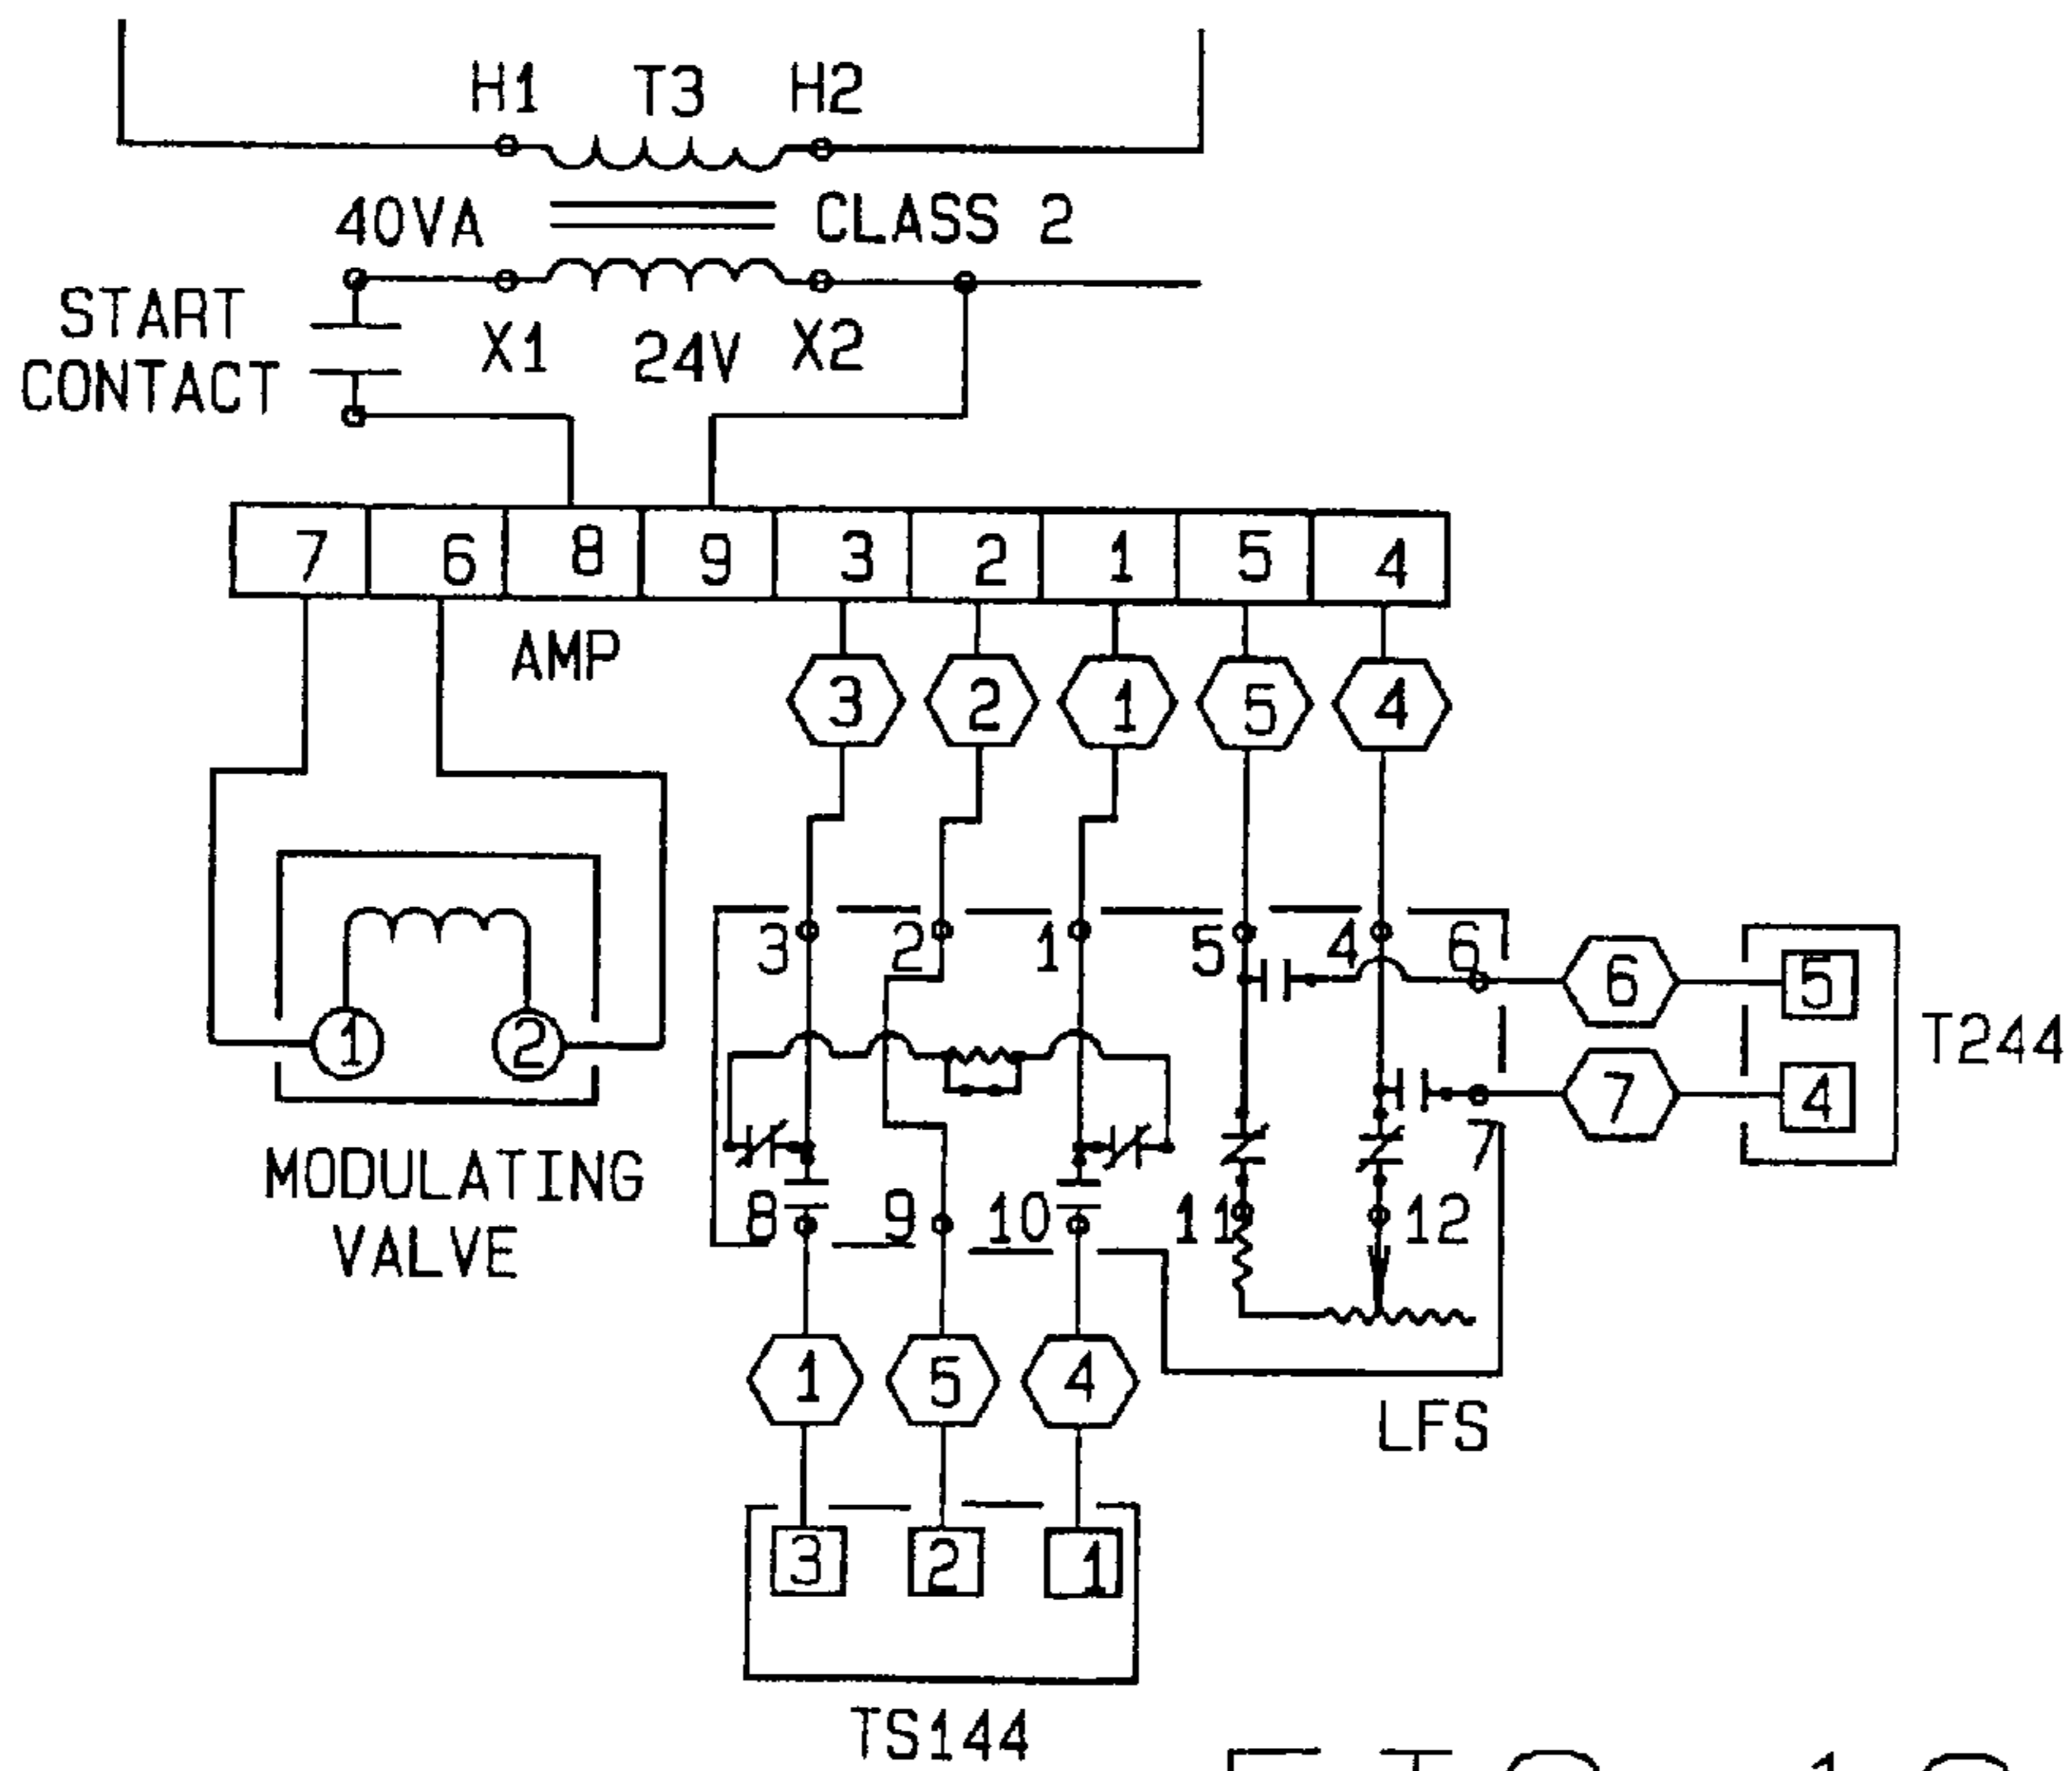 H1 T3 H2
40VA CLASS 2
START
CONTACT
X1 24V X2
7 6 8 9 3 2 1 5 4
AMP
3 2 1 5 4
3 2 1 5 4 6
6 5
T244
7 4
7
1 2
MODULATING
VALVE
8 9 10 11 12
1 5 4
LFS
3 2 1
TS144